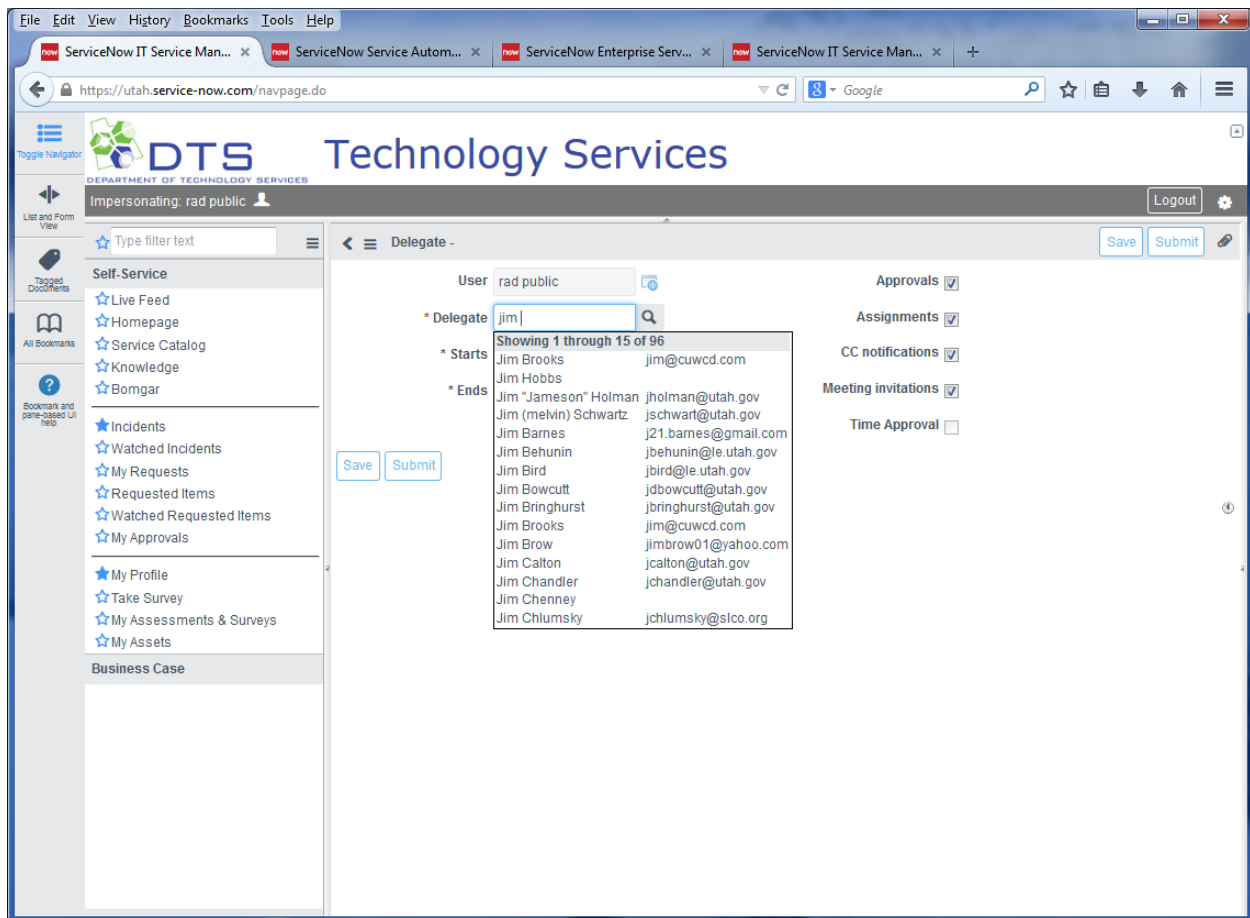 File Edit View History Bookmarks Tools Help
now ServiceNow IT Service Man... × now ServiceNow Service Autom... × now ServiceNow Enterprise Serv... × now ServiceNow IT Service Man... × +
https://utah.service-now.com/navpage.do Google
Toggle Navigator
List and Form View
Tagged Documents
All Bookmarks
Bookmark and pane-based UI help
DTS
DEPARTMENT OF TECHNOLOGY SERVICES
Technology Services
Impersonating: rad public Logout
Type filter text
Self-Service
Live Feed
Homepage
Service Catalog
Knowledge
Bomgar
Incidents
Watched Incidents
My Requests
Requested Items
Watched Requested Items
My Approvals
My Profile
Take Survey
My Assessments & Surveys
My Assets
Business Case
Delegate - Save Submit
User rad public
* Delegate jim
* Starts
* Ends
Save Submit
Showing 1 through 15 of 96
Jim Brooks jim@cuwcd.com
Jim Hobbs
Jim "Jameson" Holman jholman@utah.gov
Jim (melvin) Schwartz jschwart@utah.gov
Jim Barnes j21.barnes@gmail.com
Jim Behunin jbehunin@le.utah.gov
Jim Bird jbird@le.utah.gov
Jim Bowcutt jdbowcutt@utah.gov
Jim Bringhurst jbringhurst@utah.gov
Jim Brooks jim@cuwcd.com
Jim Brow jimbrow01@yahoo.com
Jim Calton jcalton@utah.gov
Jim Chandler jchandler@utah.gov
Jim Chenney
Jim Chlumsky jchlumsky@slco.org
Approvals
Assignments
CC notifications
Meeting invitations
Time Approval